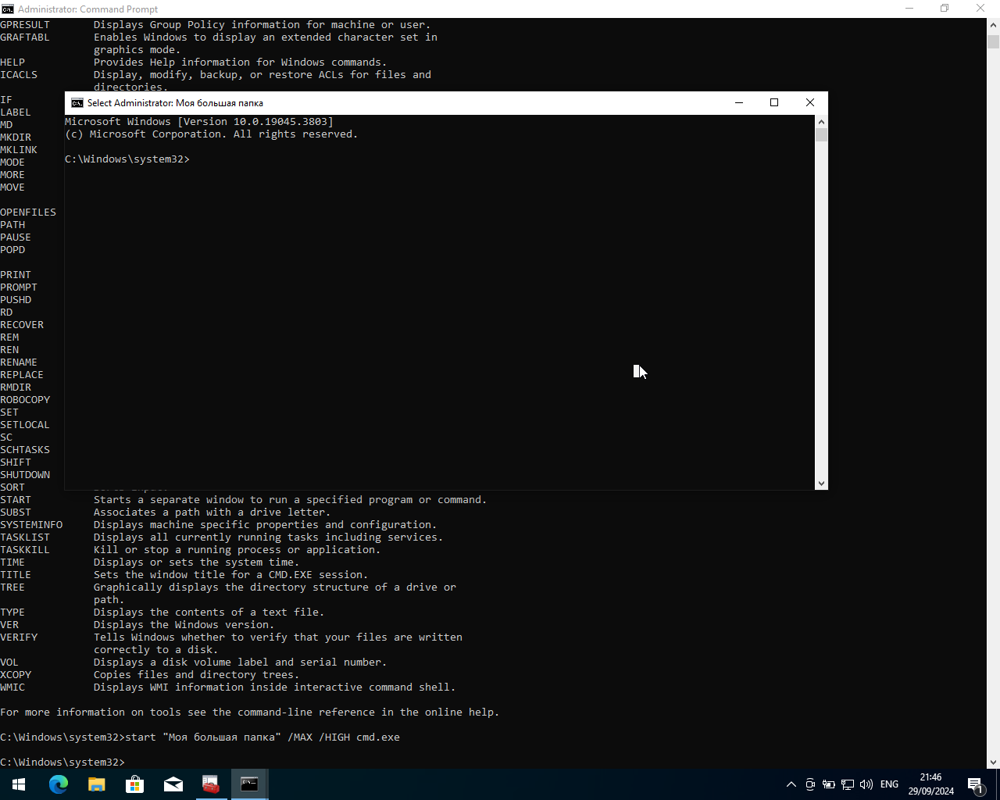 Administrator: Command Prompt
GPRESULT Displays Group Policy information for machine or user.
GRAFTABL Enables Windows to display an extended character set in
graphics mode.
HELP Provides Help information for Windows commands.
ICACLS Display, modify, backup, or restore ACLs for files and
directories.
IF
LABEL
MD
MKDIR
MKLINK
MODE
MORE
MOVE
OPENFILES
PATH
PAUSE
POPD
PRINT
PROMPT
PUSHD
RD
RECOVER
REM
REN
RENAME
REPLACE
RMDIR
ROBOCOPY
SET
SETLOCAL
SC
SCHTASKS
SHIFT
SHUTDOWN
SORT
Select Administrator: Моя большая папка
Microsoft Windows [Version 10.0.19045.3803]
(c) Microsoft Corporation. All rights reserved.
C:\Windows\system32>
START Starts a separate window to run a specified program or command.
SUBST Associates a path with a drive letter.
SYSTEMINFO Displays machine specific properties and configuration.
TASKLIST Displays all currently running tasks including services.
TASKKILL Kill or stop a running process or application.
TIME Displays or sets the system time.
TITLE Sets the window title for a CMD.EXE session.
TREE Graphically displays the directory structure of a drive or
path.
TYPE Displays the contents of a text file.
VER Displays the Windows version.
VERIFY Tells Windows whether to verify that your files are written
correctly to a disk.
VOL Displays a disk volume label and serial number.
XCOPY Copies files and directory trees.
WMIC Displays WMI information inside interactive command shell.
For more information on tools see the command-line reference in the online help.
C:\Windows\system32>start "Моя большая папка" /MAX /HIGH cmd.exe
C:\Windows\system32>
ENG
21:46
29/09/2024
1